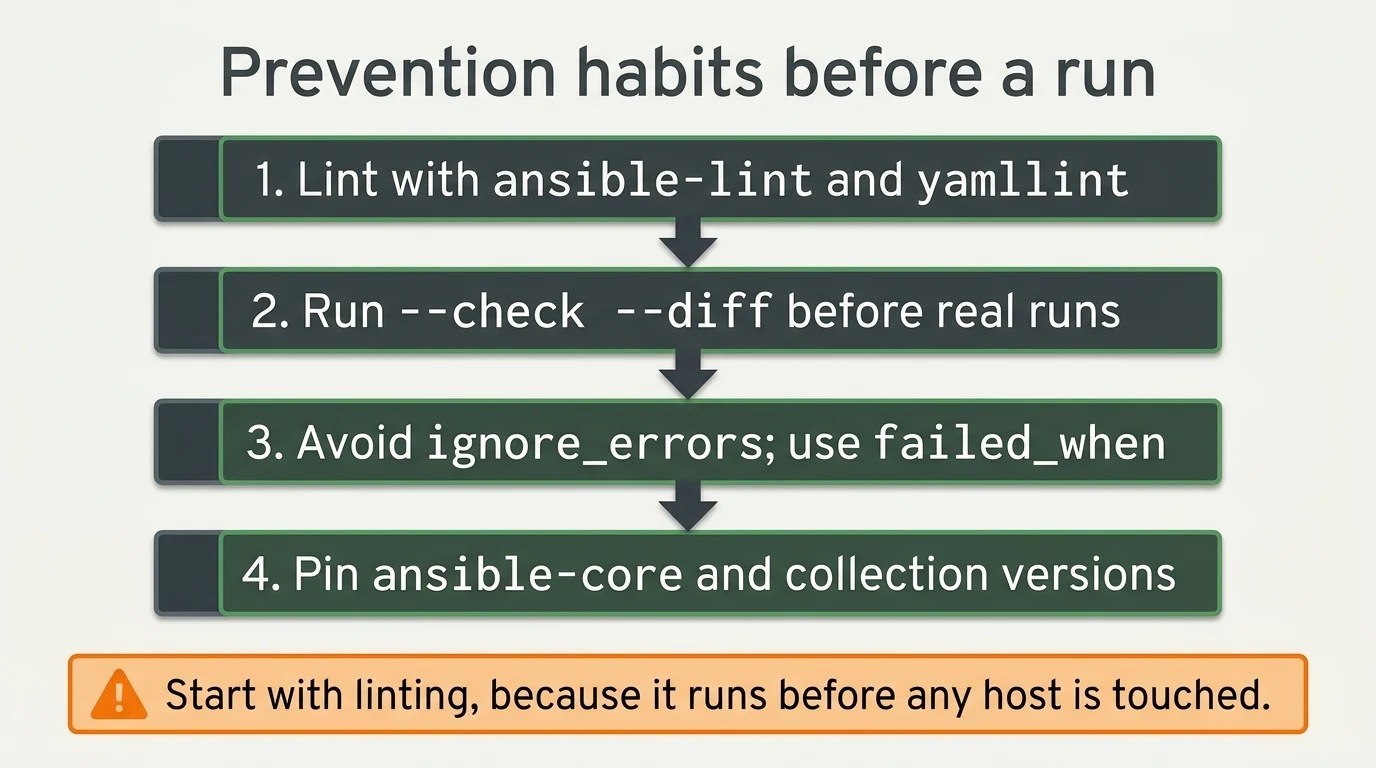 Prevention habits before a run
1. Lint with ansible-lint and yamllint
2. Run --check --diff before real runs
3. Avoid ignore_errors; use failed_when
4. Pin ansible-core and collection versions
Start with linting, because it runs before any host is touched.